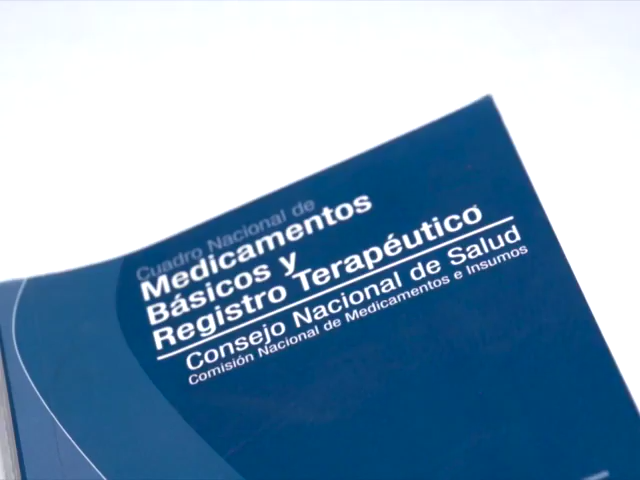 Cuadro Nacional de
Medicamentos
Básicos y
Registro Terapéutico
Consejo Nacional de Salud
Comisión Nacional de Medicamentos e Insumos